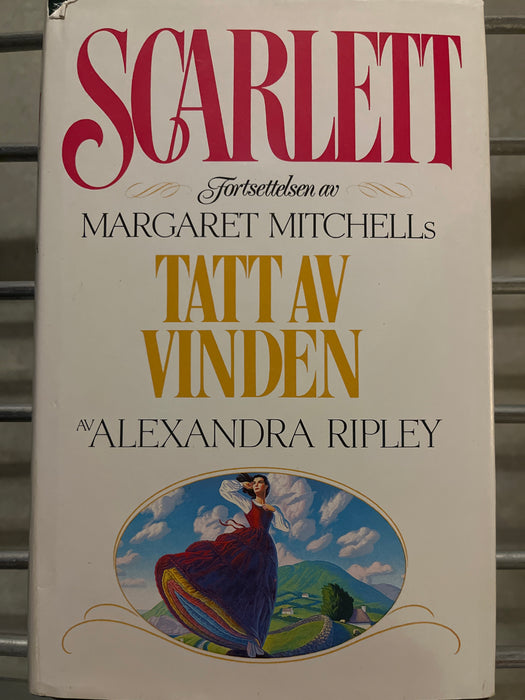 SCARLETT
Fortsettelsen av
MARGARET MITCHELLs
TATT AV
VINDEN
AV ALEXANDRA RIPLEY